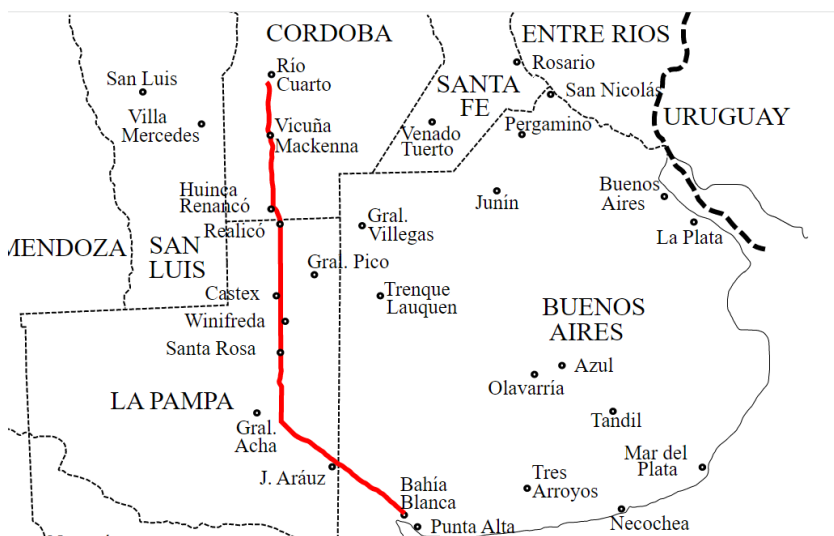 CORDOBA
ENTRE RIOS
Río
Cuarto
Rosario
San Luis
SANTA
FE
San Nicolás
Villa
Mercedes
Vicuña
Mackenna
Venado
Tuerto
Pergamino
URUGUAY
Huinca
Renancó
Junín
Buenos
Aires
Realicó
Gral.
Villegas
La Plata
MENDOZA
SAN
LUIS
Gral. Pico
Castex
Trenque
Lauquen
Winifreda
BUENOS
AIRES
Santa Rosa
Azul
Olavarría
LA PAMPA
Gral.
Acha
Tandil
J. Aráuz
Mar del
Plata
Bahía
Blanca
Tres
Arroyos
Punta Alta
Necochea